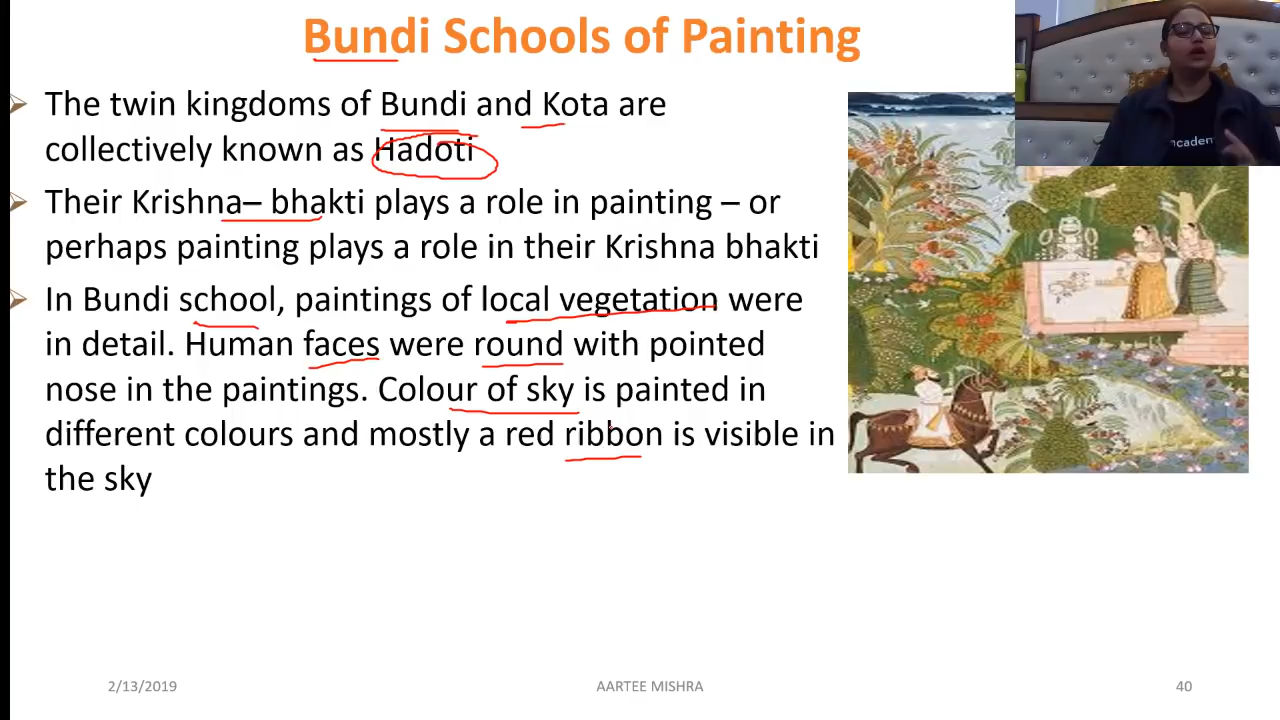 Bundi Schools of Painting
The twin kingdoms of Bundi and Kota are
collectively known as Hadoti
Their Krishna– bhakti plays a role in painting – or
perhaps painting plays a role in their Krishna bhakti
In Bundi school, paintings of local vegetation were
in detail. Human faces were round with pointed
nose in the paintings. Colour of sky is painted in
different colours and mostly a red ribbon is visible in
the sky
2/13/2019
AARTEE MISHRA
40